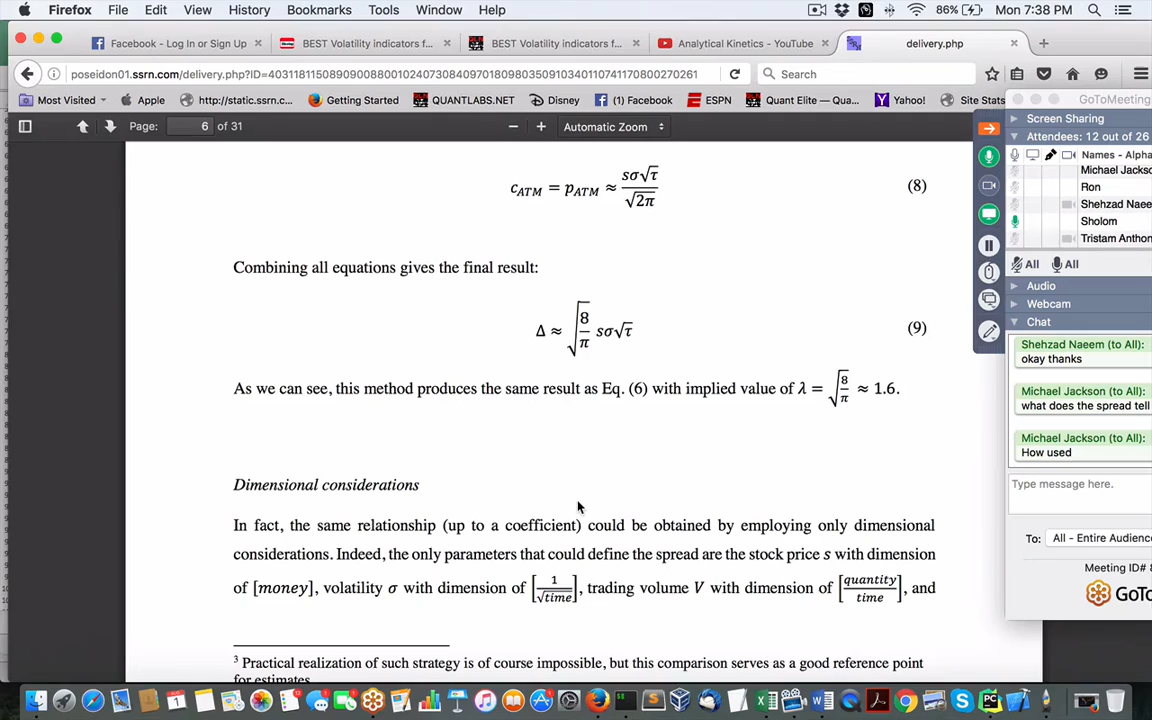 Firefox File Edit View History Bookmarks Tools Window Help 86% Mon 7:38 PM
Facebook - Log In or Sign Up BEST Volatility indicators f... BEST Volatility indicators f... Analytical Kinetics - YouTube delivery.php
poseidon01.ssrn.com/delivery.php?ID=403118115089090088001024073084097018098035091034011074117080027 0261 Search
Most Visited Apple http://static.ssrn.c... Getting Started QUANTLABS.NET Disney (1) Facebook ESPN Quant Elite — Qua... Yahoo! Site Stats
Page: 6 of 31 Automatic Zoom
c_ATM = p_ATM ≈ sσ√τ / √2π (8)
Combining all equations gives the final result:
Δ ≈ √(8/π) sσ√τ (9)
As we can see, this method produces the same result as Eq. (6) with implied value of λ = √(8/π) ≈ 1.6.
Dimensional considerations
In fact, the same relationship (up to a coefficient) could be obtained by employing only dimensional
considerations. Indeed, the only parameters that could define the spread are the stock price s with dimension
of [money], volatility σ with dimension of [1/√time], trading volume V with dimension of [quantity/time], and
3 Practical realization of such strategy is of course impossible, but this comparison serves as a good reference point
for estimates.
GoToMeeting
Screen Sharing
Attendees: 12 out of 26
Names - Alpha
Michael Jackso
Ron
Shehzad Naee
Sholom
Tristam Anthon
All All
Audio
Webcam
Chat
Shehzad Naeem (to All):
okay thanks
Michael Jackson (to All):
what does the spread tell
Michael Jackson (to All):
How used
Type message here.
To: All - Entire Audienc
Meeting ID# 8
GoTo